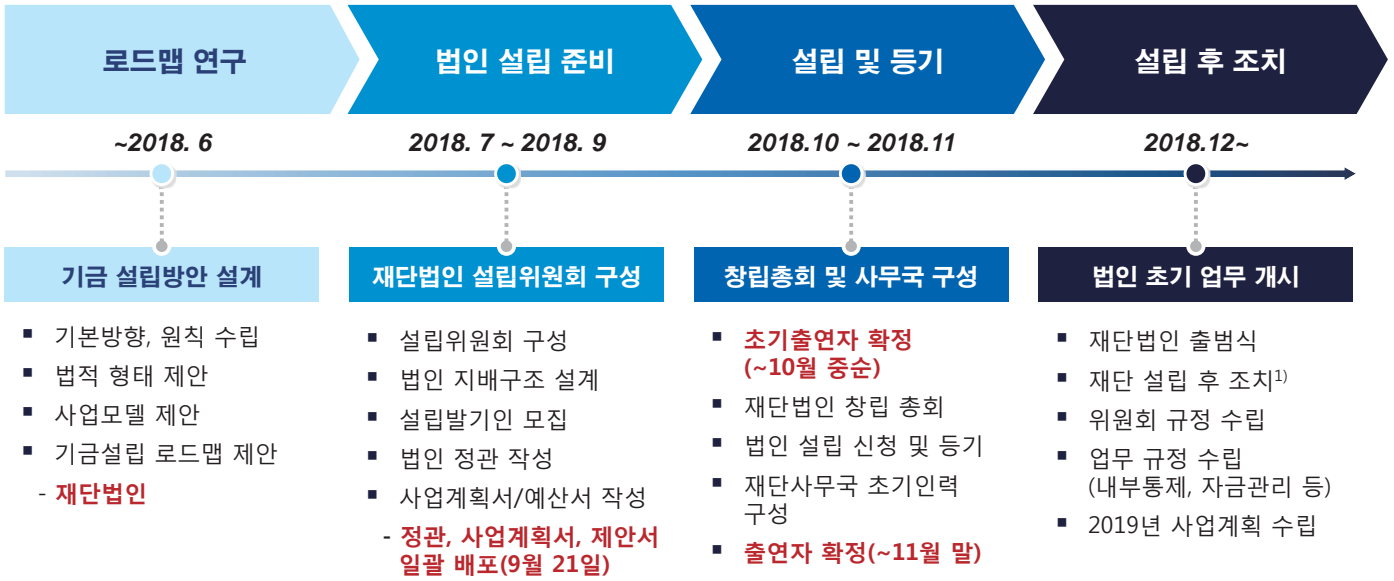 로드맵 연구
법인 설립 준비
설립 및 등기
설립 후 조치
~2018. 6
2018. 7 ~ 2018. 9
2018.10 ~ 2018.11
2018.12~
기금 설립방안 설계
▪ 기본방향, 원칙 수립
▪ 법적 형태 제안
▪ 사업모델 제안
▪ 기금설립 로드맵 제안
- 재단법인
재단법인 설립위원회 구성
▪ 설립위원회 구성
▪ 법인 지배구조 설계
▪ 설립발기인 모집
▪ 법인 정관 작성
▪ 사업계획서/예산서 작성
- 정관, 사업계획서, 제안서
일괄 배포(9월 21일)
창립총회 및 사무국 구성
▪ 초기출연자 확정
(~10월 중순)
▪ 재단법인 창립 총회
▪ 법인 설립 신청 및 등기
▪ 재단사무국 초기인력
구성
▪ 출연자 확정(~11월 말)
법인 초기 업무 개시
▪ 재단법인 출범식
▪ 재단 설립 후 조치1)
▪ 위원회 규정 수립
▪ 업무 규정 수립
(내부통제, 자금관리 등)
▪ 2019년 사업계획 수립